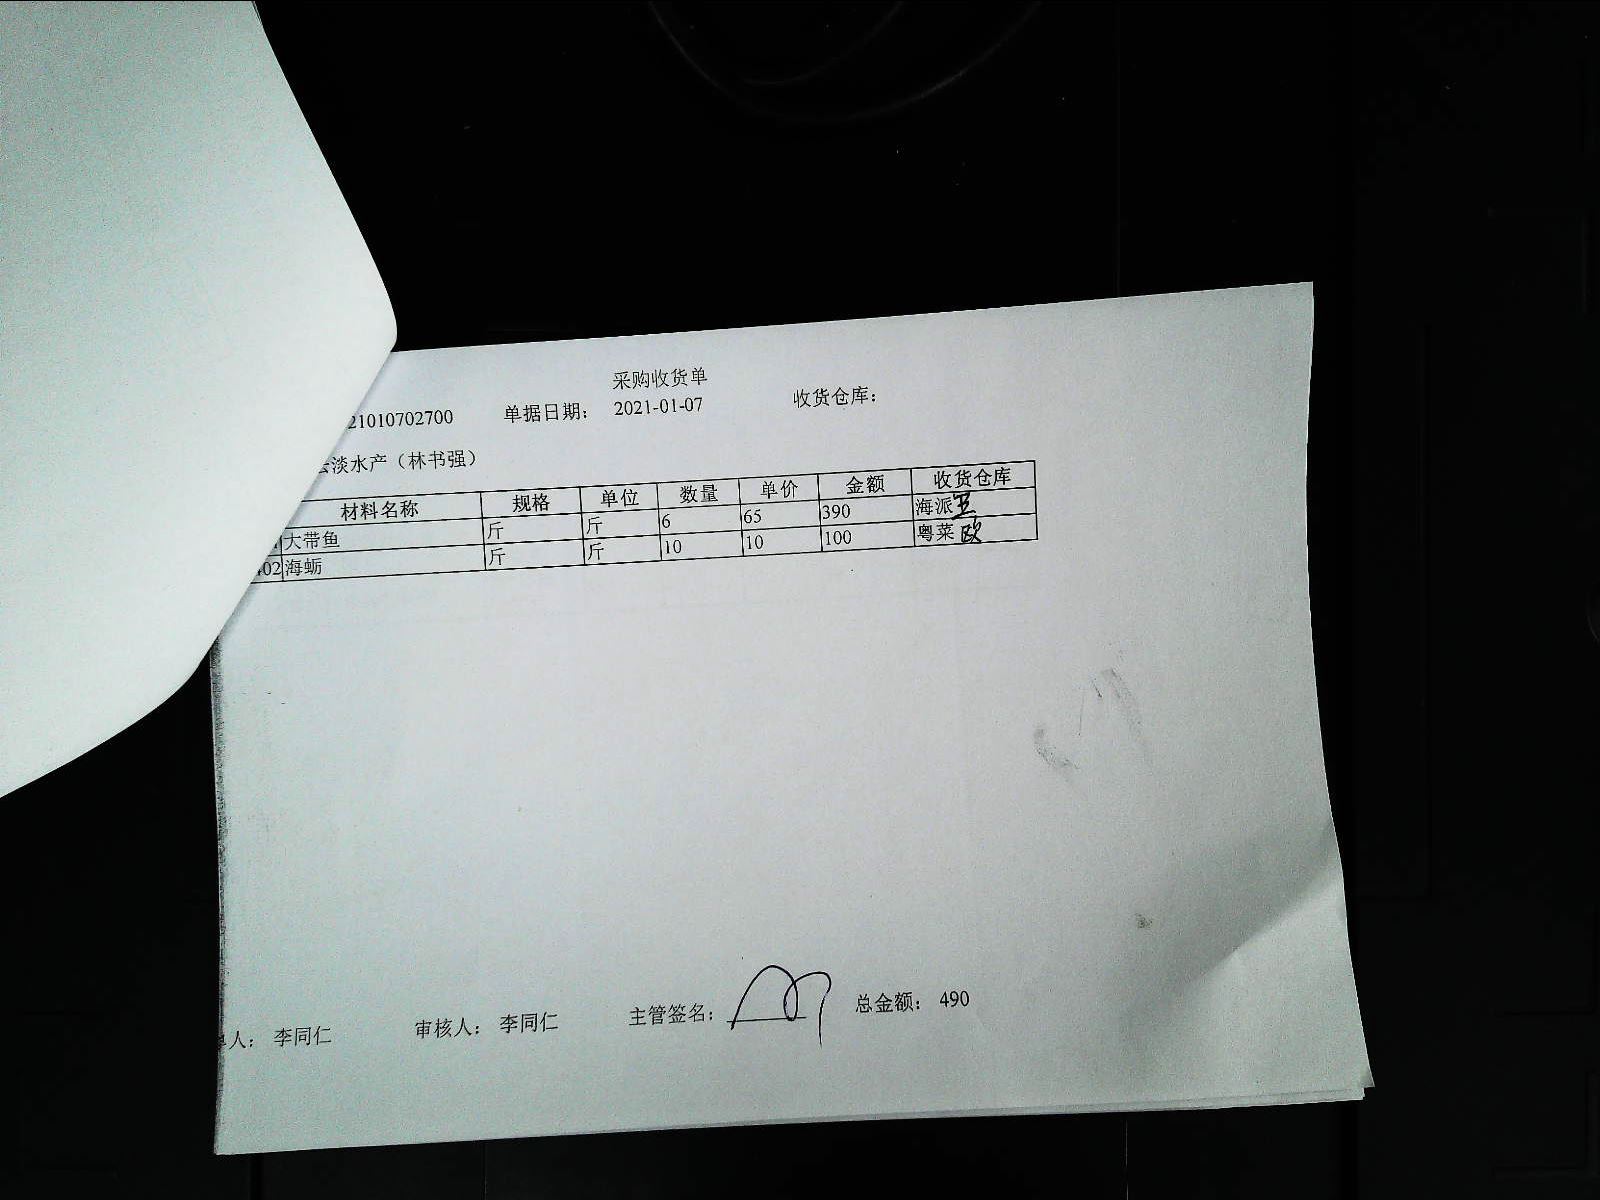 采购收货单
21010702700 单据日期： 2021-01-07 收货仓库：
淡水产（林书强）
材料名称 规格 单位 数量 单价 金额 收货仓库
大带鱼 斤 斤 6 65 390 海派
02 海蛎 斤 斤 10 10 100 粤菜 欧
人： 李同仁 审核人： 李同仁 主管签名： 总金额： 490